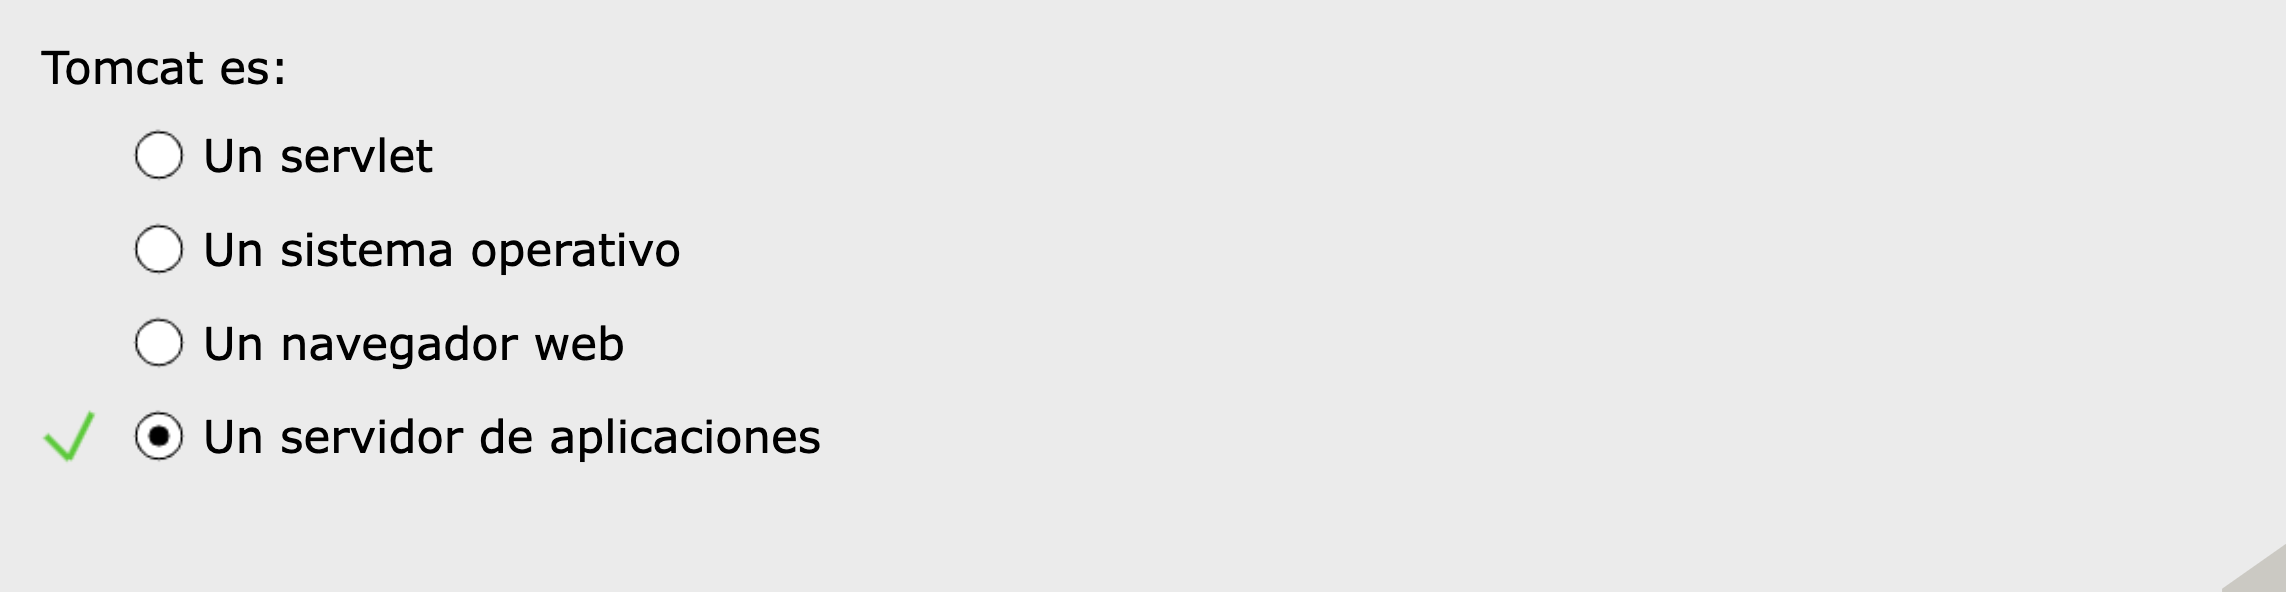 Tomcat es:
Un servlet
Un sistema operativo
Un navegador web
Un servidor de aplicaciones